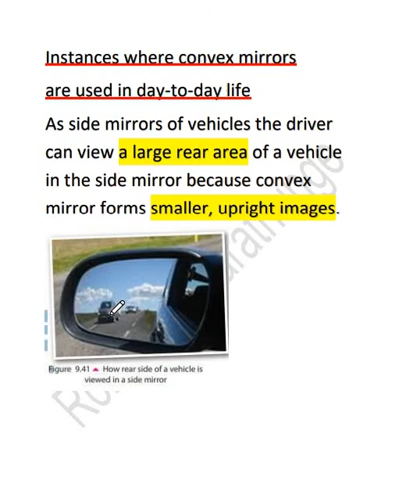 Instances where convex mirrors
are used in day-to-day life
As side mirrors of vehicles the driver
can view a large rear area of a vehicle
in the side mirror because convex
mirror forms smaller, upright images.
Figure 9.41 ▲ How rear side of a vehicle is
viewed in a side mirror